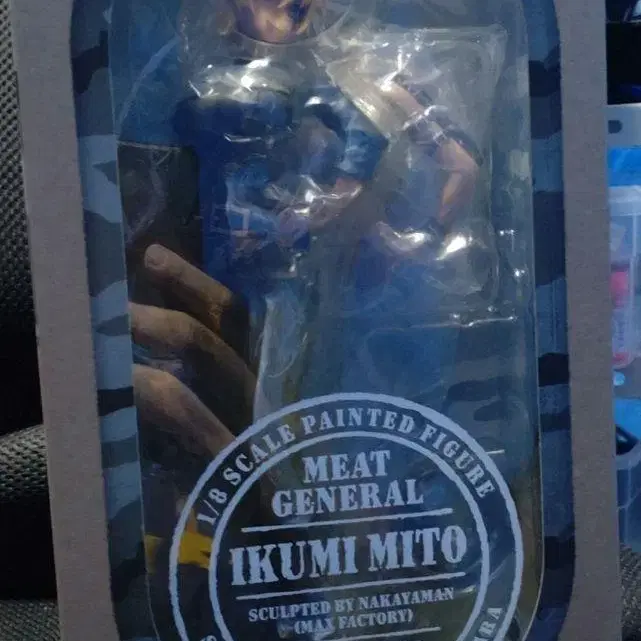 1/8 SCALE PAINTED FIGURE
MEAT
GENERAL
IKUMI MITO
SCULPTED BY NAKAYAMAN
(MAX FACTORY)